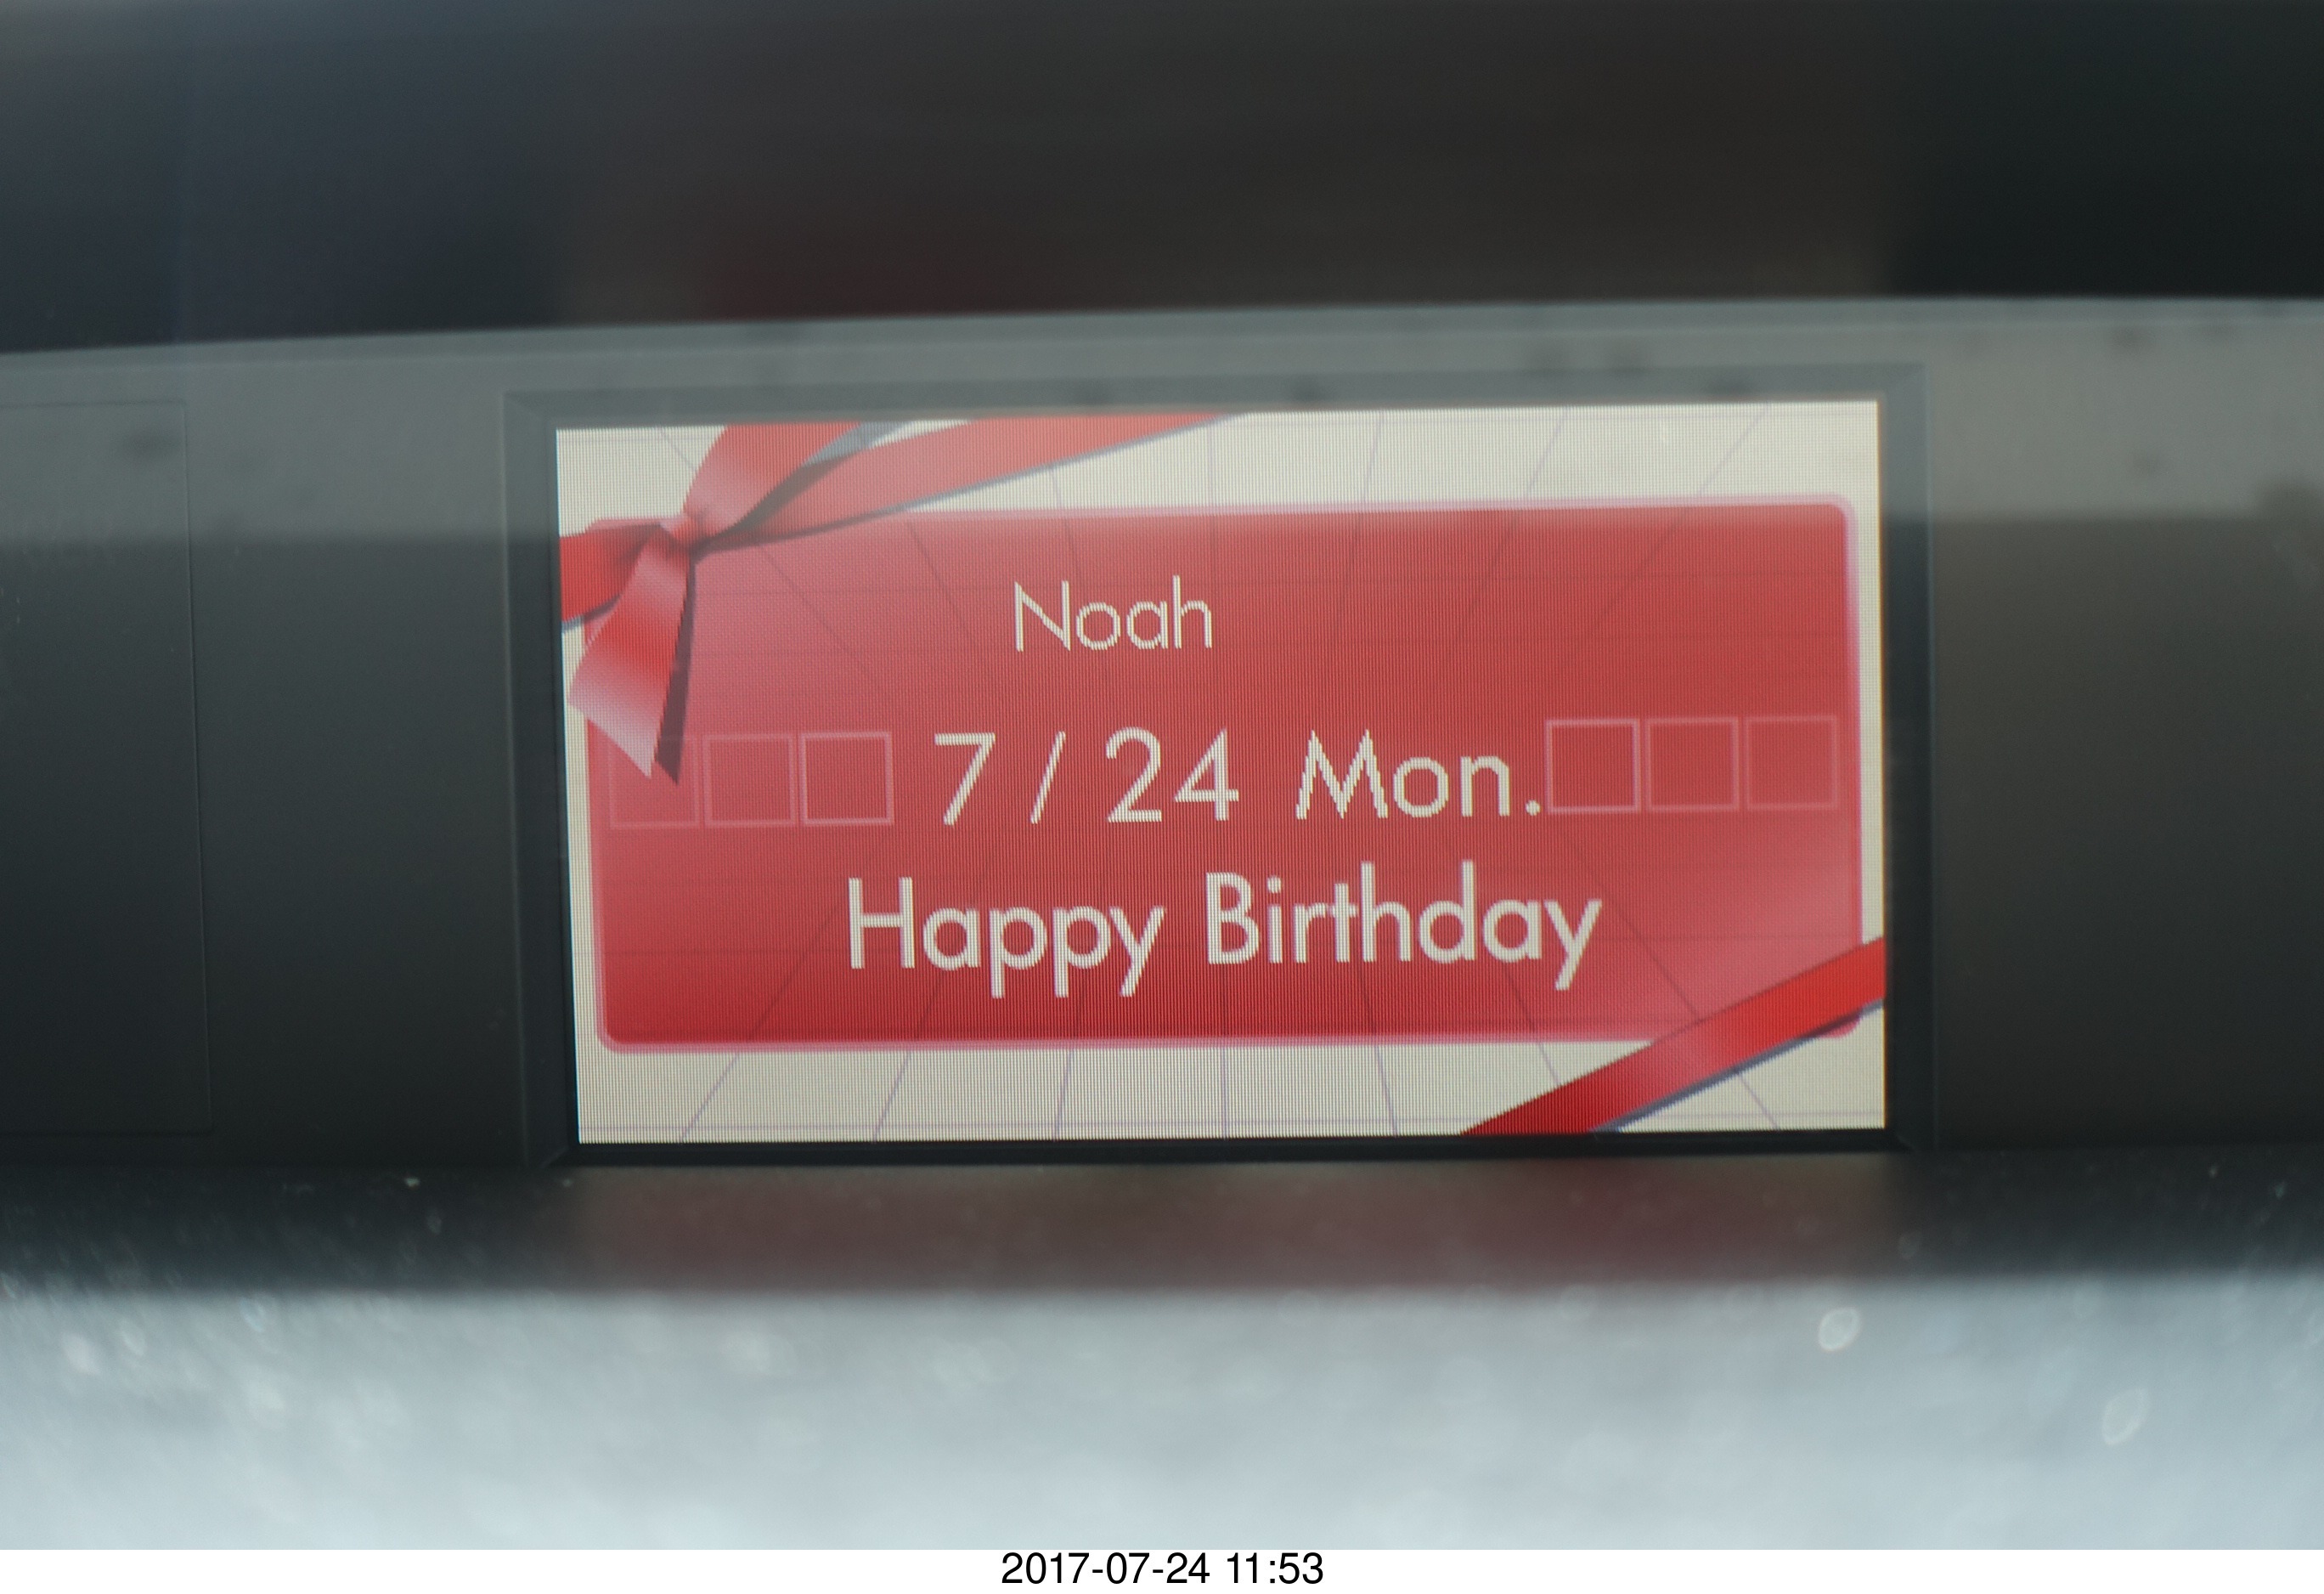 Noah
7 / 24 Mon.
Happy Birthday
2017-07-24 11:53